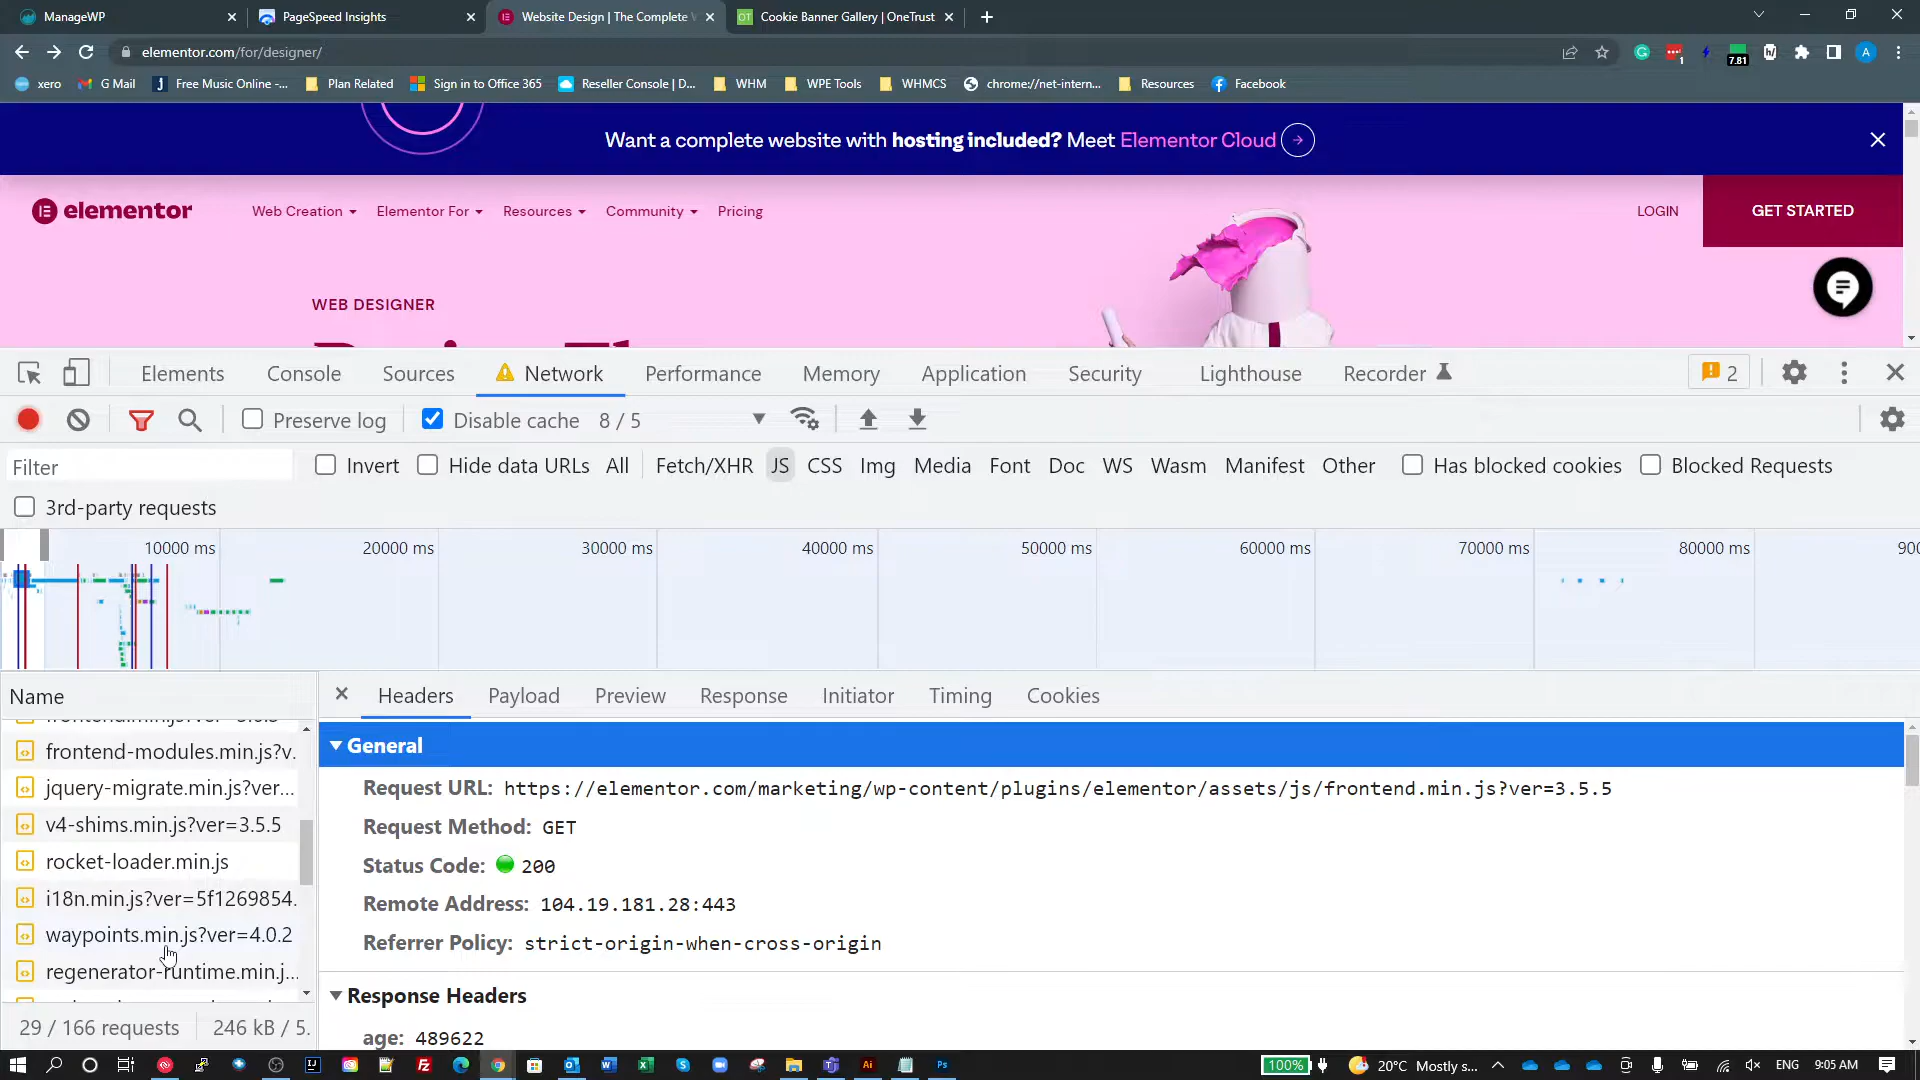 ManageWP
PageSpeed Insights
Website Design | The Complete
Cookie Banner Gallery | OneTrust
elementor.com/for/designer/
1
7.81
A
xero
G Mail
Free Music Online -...
Plan Related
Sign in to Office 365
Reseller Console | D...
WHM
WPE Tools
WHMCS
chrome://net-intern...
Resources
Facebook
Want a complete website with hosting included? Meet Elementor Cloud
elementor
Web Creation
Elementor For
Resources
Community
Pricing
LOGIN
GET STARTED
WEB DESIGNER
Elements
Console
Sources
Network
Performance
Memory
Application
Security
Lighthouse
Recorder
2
Preserve log
Disable cache
8 / 5
Filter
Invert
Hide data URLs
All
Fetch/XHR
JS
CSS
Img
Media
Font
Doc
WS
Wasm
Manifest
Other
Has blocked cookies
Blocked Requests
3rd-party requests
10000 ms
20000 ms
30000 ms
40000 ms
50000 ms
60000 ms
70000 ms
80000 ms
900
Name
Headers
Payload
Preview
Response
Initiator
Timing
Cookies
frontend-modules.min.js?v.
jquery-migrate.min.js?ver...
v4-shims.min.js?ver=3.5.5
rocket-loader.min.js
i18n.min.js?ver=5f1269854.
waypoints.min.js?ver=4.0.2
regenerator-runtime.min.j...
General
Request URL: https://elementor.com/marketing/wp-content/plugins/elementor/assets/js/frontend.min.js?ver=3.5.5
Request Method: GET
Status Code: 200
Remote Address: 104.19.181.28:443
Referrer Policy: strict-origin-when-cross-origin
Response Headers
age: 489622
29 / 166 requests
246 kB / 5.
100%
20°C Mostly s...
ENG
9:05 AM